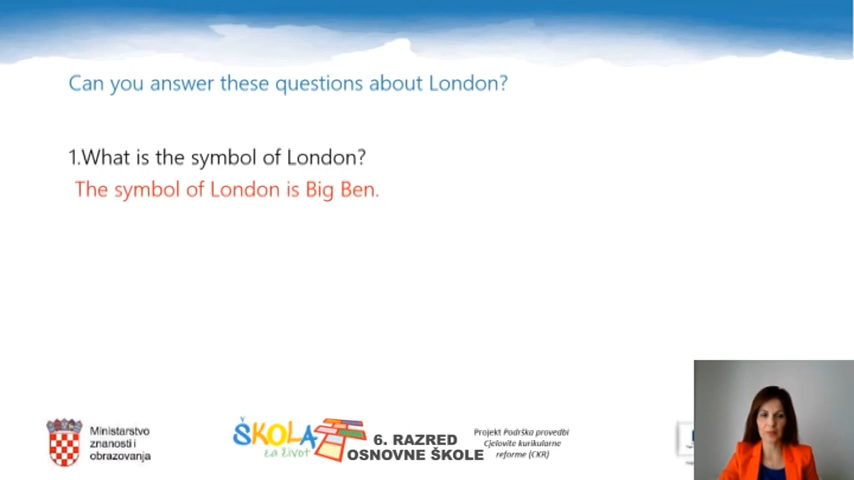 Can you answer these questions about London?
1.What is the symbol of London?
The symbol of London is Big Ben.
Ministarstvo
znanosti i
obrazovanja
ŠKOLA
za život
6. RAZRED
OSNOVNE ŠKOLE
Projekt Podrška provedbi
Cjelovite kurikularne
reforme (CKR)